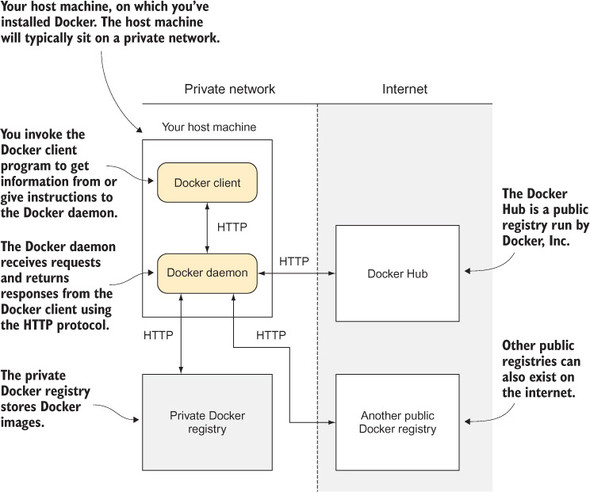 Your host machine, on which you've
installed Docker. The host machine
will typically sit on a private network.
Private network
Internet
Your host machine
You invoke the
Docker client
program to get
information from or
give instructions to
the Docker daemon.
Docker client
HTTP
The Docker
Hub is a public
registry run by
Docker, Inc.
The Docker daemon
receives requests
and returns
responses from the
Docker client using
the HTTP protocol.
Docker daemon
HTTP
Docker Hub
HTTP
HTTP
Other public
registries can
also exist on
the internet.
The private
Docker registry
stores Docker
images.
Private Docker
registry
Another public
Docker registry